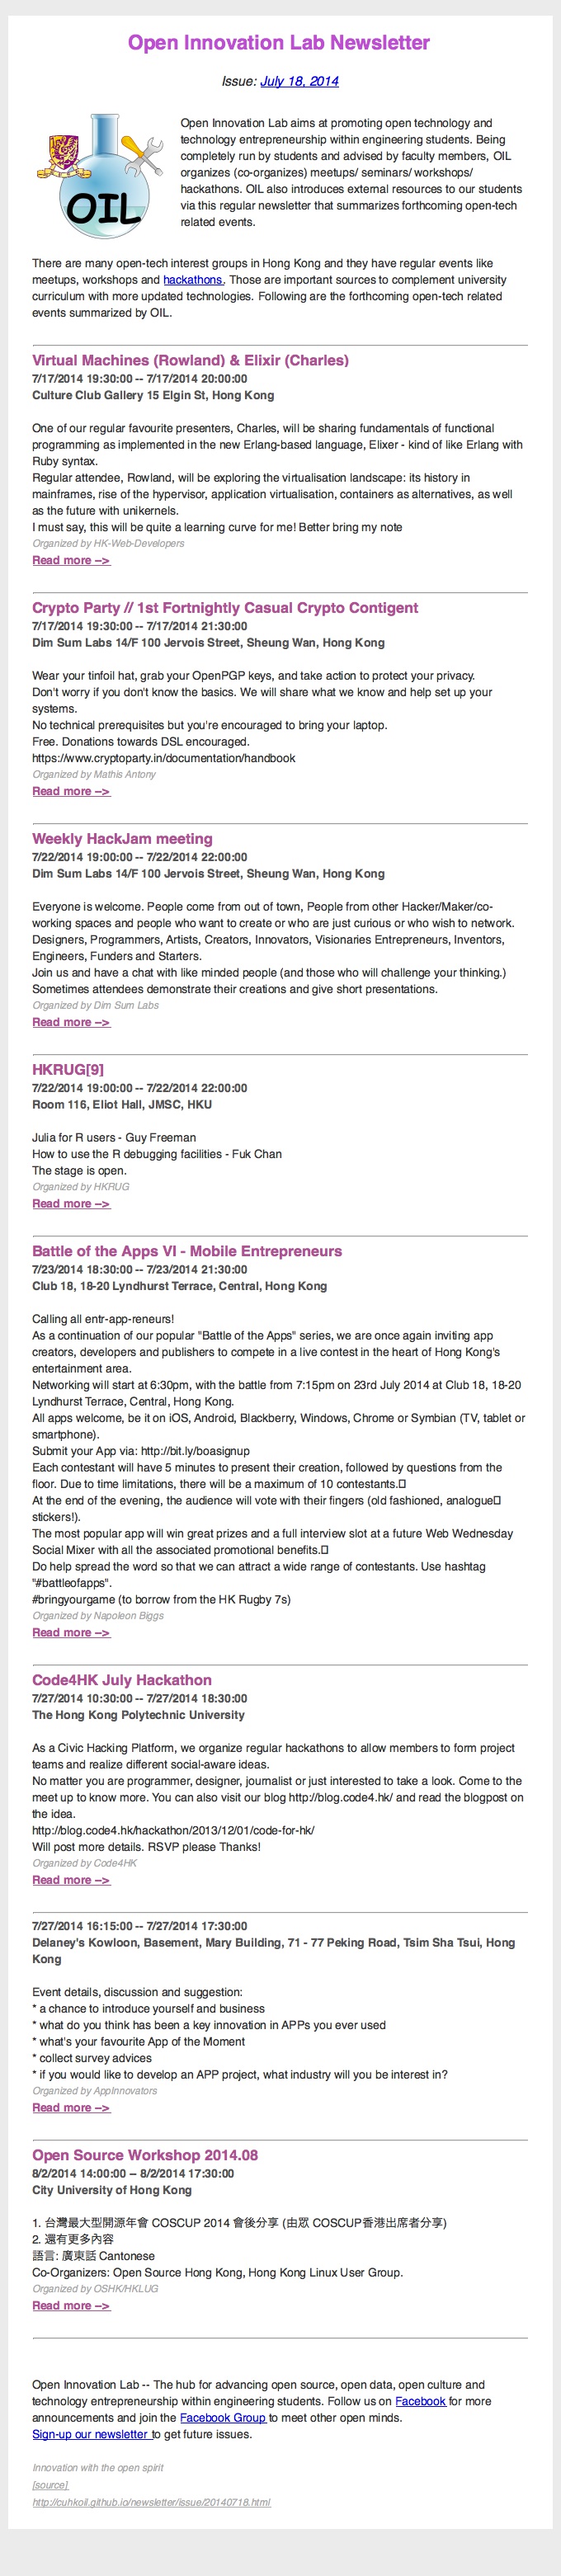 Open Innovation Lab Newsletter
Issue: July 18, 2014
OIL
Open Innovation Lab aims at promoting open technology and
technology entrepreneurship within engineering students. Being
completely run by students and advised by faculty members, OIL
organizes (co-organizes) meetups/ seminars/ workshops/
hackathons. OIL also introduces external resources to our students
via this regular newsletter that summarizes forthcoming open-tech
related events.
There are many open-tech interest groups in Hong Kong and they have regular events like
meetups, workshops and hackathons. Those are important sources to complement university
curriculum with more updated technologies. Following are the forthcoming open-tech related
events summarized by OIL.
Virtual Machines (Rowland) & Elixir (Charles)
7/17/2014 19:30:00 -- 7/17/2014 20:00:00
Culture Club Gallery 15 Elgin St, Hong Kong
One of our regular favourite presenters, Charles, will be sharing fundamentals of functional
programming as implemented in the new Erlang-based language, Elixer - kind of like Erlang with
Ruby syntax.
Regular attendee, Rowland, will be exploring the virtualisation landscape: its history in
mainframes, rise of the hypervisor, application virtualisation, containers as alternatives, as well
as the future with unikernels.
I must say, this will be quite a learning curve for me! Better bring my note
Organized by HK-Web-Developers
Read more -->
Crypto Party // 1st Fortnightly Casual Crypto Contigent
7/17/2014 19:30:00 -- 7/17/2014 21:30:00
Dim Sum Labs 14/F 100 Jervois Street, Sheung Wan, Hong Kong
Wear your tinfoil hat, grab your OpenPGP keys, and take action to protect your privacy.
Don't worry if you don't know the basics. We will share what we know and help set up your
systems.
No technical prerequisites but you're encouraged to bring your laptop.
Free. Donations towards DSL encouraged.
https://www.cryptoparty.in/documentation/handbook
Organized by Mathis Antony
Read more -->
Weekly HackJam meeting
7/22/2014 19:00:00 -- 7/22/2014 22:00:00
Dim Sum Labs 14/F 100 Jervois Street, Sheung Wan, Hong Kong
Everyone is welcome. People come from out of town, People from other Hacker/Maker/co-
working spaces and people who want to create or who are just curious or who wish to network.
Designers, Programmers, Artists, Creators, Innovators, Visionaries Entrepreneurs, Inventors,
Engineers, Funders and Starters.
Join us and have a chat with like minded people (and those who will challenge your thinking.)
Sometimes attendees demonstrate their creations and give short presentations.
Organized by Dim Sum Labs
Read more -->
HKRUG[9]
7/22/2014 19:00:00 -- 7/22/2014 22:00:00
Room 116, Eliot Hall, JMSC, HKU
Julia for R users - Guy Freeman
How to use the R debugging facilities - Fuk Chan
The stage is open.
Organized by HKRUG
Read more -->
Battle of the Apps VI - Mobile Entrepreneurs
7/23/2014 18:30:00 -- 7/23/2014 21:30:00
Club 18, 18-20 Lyndhurst Terrace, Central, Hong Kong
Calling all entr-app-reneurs!
As a continuation of our popular "Battle of the Apps" series, we are once again inviting app
creators, developers and publishers to compete in a live contest in the heart of Hong Kong's
entertainment area.
Networking will start at 6:30pm, with the battle from 7:15pm on 23rd July 2014 at Club 18, 18-20
Lyndhurst Terrace, Central, Hong Kong.
All apps welcome, be it on iOS, Android, Blackberry, Windows, Chrome or Symbian (TV, tablet or
smartphone).
Submit your App via: http://bit.ly/boasignup
Each contestant will have 5 minutes to present their creation, followed by questions from the
floor. Due to time limitations, there will be a maximum of 10 contestants.
At the end of the evening, the audience will vote with their fingers (old fashioned, analogue
stickers!).
The most popular app will win great prizes and a full interview slot at a future Web Wednesday
Social Mixer with all the associated promotional benefits.
Do help spread the word so that we can attract a wide range of contestants. Use hashtag
"#battleofapps".
#bringyourgame (to borrow from the HK Rugby 7s)
Organized by Napoleon Biggs
Read more -->
Code4HK July Hackathon
7/27/2014 10:30:00 -- 7/27/2014 18:30:00
The Hong Kong Polytechnic University
As a Civic Hacking Platform, we organize regular hackathons to allow members to form project
teams and realize different social-aware ideas.
No matter you are programmer, designer, journalist or just interested to take a look. Come to the
meet up to know more. You can also visit our blog http://blog.code4.hk/ and read the blogpost on
the idea.
http://blog.code4.hk/hackathon/2013/12/01/code-for-hk/
Will post more details. RSVP please Thanks!
Organized by Code4HK
Read more -->
7/27/2014 16:15:00 -- 7/27/2014 17:30:00
Delaney's Kowloon, Basement, Mary Building, 71 - 77 Peking Road, Tsim Sha Tsui, Hong
Kong
Event details, discussion and suggestion:
* a chance to introduce yourself and business
* what do you think has been a key innovation in APPs you ever used
* what's your favourite App of the Moment
* collect survey advices
* if you would like to develop an APP project, what industry will you be interest in?
Organized by AppInnovators
Read more -->
Open Source Workshop 2014.08
8/2/2014 14:00:00 -- 8/2/2014 17:30:00
City University of Hong Kong
1. 台灣最大型開源年會 COSCUP 2014 會後分享 (由眾 COSCUP香港出席者分享)
2. 還有更多內容
語言: 廣東話 Cantonese
Co-Organizers: Open Source Hong Kong, Hong Kong Linux User Group.
Organized by OSHK/HKLUG
Read more -->
Open Innovation Lab -- The hub for advancing open source, open data, open culture and
technology entrepreneurship within engineering students. Follow us on Facebook for more
announcements and join the Facebook Group to meet other open minds.
Sign-up our newsletter to get future issues.
Innovation with the open spirit
[source]
http://cuhkoil.github.io/newsletter/issue/20140718.html